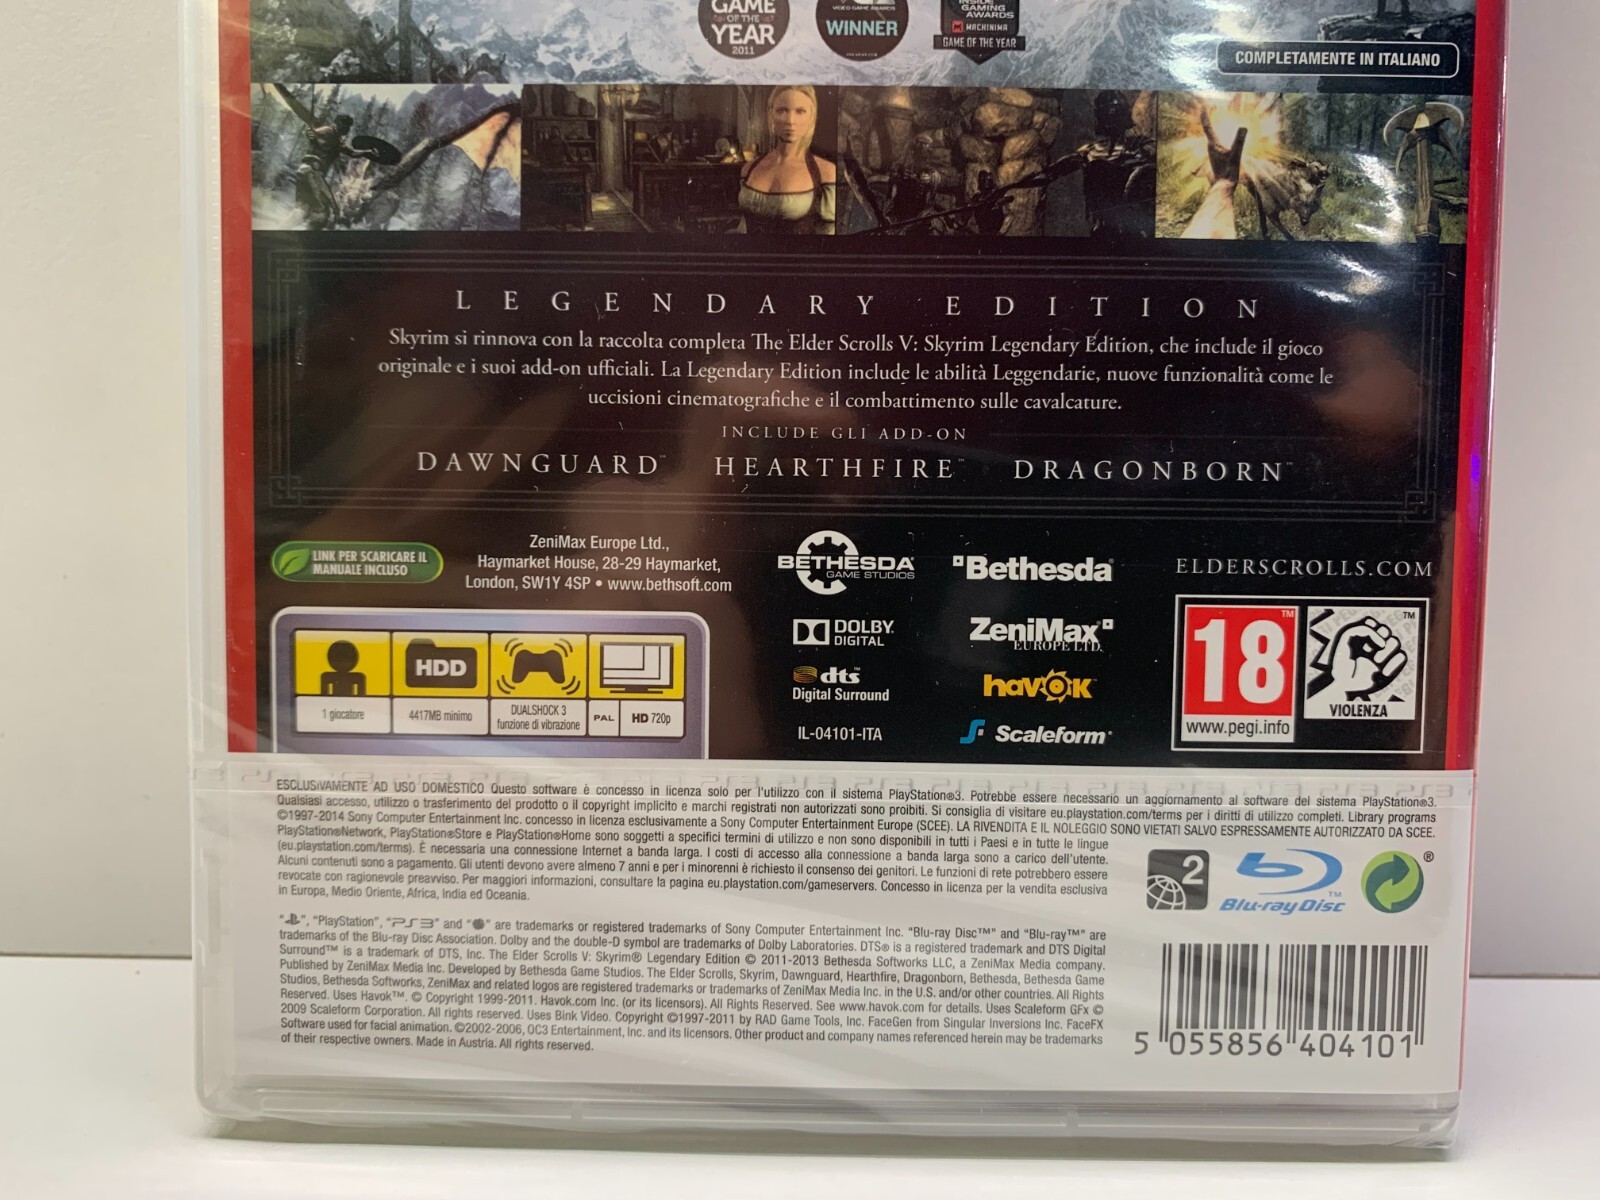 GAME
OF THE
YEAR
2011
VIDEO GAME AWARDS
WINNER
INSIDE
GAMING
AWARDS
MACHINIMA
GAME OF THE YEAR
COMPLETAMENTE IN ITALIANO
LEGENDARY EDITION
Skyrim si rinnova con la raccolta completa The Elder Scrolls V: Skyrim Legendary Edition, che include il gioco
originale e i suoi add-on ufficiali. La Legendary Edition include le abilità Leggendarie, nuove funzionalità come le
uccisioni cinematografiche e il combattimento sulle cavalcature.
INCLUDE GLI ADD-ON
DAWNGUARD™ HEARTHFIRE™ DRAGONBORN™
LINK PER SCARICARE IL
MANUALE INCLUSO
ZeniMax Europe Ltd.,
Haymarket House, 28-29 Haymarket,
London, SW1Y 4SP • www.bethsoft.com
BETHESDA
GAME STUDIOS
Bethesda
ELDERSCROLLS.COM
DOLBY
DIGITAL
ZeniMax
EUROPE LTD.
dts™
Digital Surround
havok™
IL-04101-ITA
Scaleform
18™
www.pegi.info
™
VIOLENZA
HDD
1 giocatore
4417MB minimo
DUALSHOCK 3
funzione di vibrazione
PAL
HD 720p
ESCLUSIVAMENTE AD USO DOMESTICO Questo software è concesso in licenza solo per l'utilizzo con il sistema PlayStation®3. Potrebbe essere necessario un aggiornamento al software del sistema PlayStation®3.
Qualsiasi accesso, utilizzo o trasferimento del prodotto o il copyright implicito e marchi registrati non autorizzati sono proibiti. Si consiglia di visitare eu.playstation.com/terms per i diritti di utilizzo completi. Library programs
©1997-2014 Sony Computer Entertainment Inc. concesso in licenza esclusivamente a Sony Computer Entertainment Europe (SCEE). LA RIVENDITA E IL NOLEGGIO SONO VIETATI SALVO ESPRESSAMENTE AUTORIZZATO DA SCEE.
PlayStation®Network, PlayStation®Store e PlayStation®Home sono soggetti a specifici termini di utilizzo e non sono disponibili in tutti i Paesi e in tutte le lingue
(eu.playstation.com/terms). È necessaria una connessione Internet a banda larga. I costi di accesso alla connessione a banda larga sono a carico dell'utente.
Alcuni contenuti sono a pagamento. Gli utenti devono avere almeno 7 anni e per i minorenni è richiesto il consenso dei genitori. Le funzioni di rete potrebbero essere
revocate con ragionevole preavviso. Per maggiori informazioni, consultare la pagina eu.playstation.com/gameservers. Concesso in licenza per la vendita esclusiva
in Europa, Medio Oriente, Africa, India ed Oceania.
2
Blu-ray Disc™
®
"", "PlayStation", "PS3" and "" are trademarks or registered trademarks of Sony Computer Entertainment Inc. "Blu-ray Disc™" and "Blu-ray™" are
trademarks of the Blu-ray Disc Association. Dolby and the double-D symbol are trademarks of Dolby Laboratories. DTS® is a registered trademark and DTS Digital
Surround™ is a trademark of DTS, Inc. The Elder Scrolls V: Skyrim® Legendary Edition © 2011-2013 Bethesda Softworks LLC, a ZeniMax Media company.
Published by ZeniMax Media Inc. Developed by Bethesda Game Studios. The Elder Scrolls, Skyrim, Dawnguard, Hearthfire, Dragonborn, Bethesda, Bethesda Game
Studios, Bethesda Softworks, ZeniMax and related logos are registered trademarks or trademarks of ZeniMax Media Inc. in the U.S. and/or other countries. All Rights
Reserved. Uses Havok™. © Copyright 1999-2011. Havok.com Inc. (or its licensors). All Rights Reserved. See www.havok.com for details. Uses Scaleform GFx ©
2009 Scaleform Corporation. All rights reserved. Uses Bink Video. Copyright ©1997-2011 by RAD Game Tools, Inc. FaceGen from Singular Inversions Inc. FaceFX
Software used for facial animation. ©2002-2006, OC3 Entertainment, Inc. and its licensors. Other product and company names referenced herein may be trademarks
of their respective owners. Made in Austria. All rights reserved.
5 055856 404101